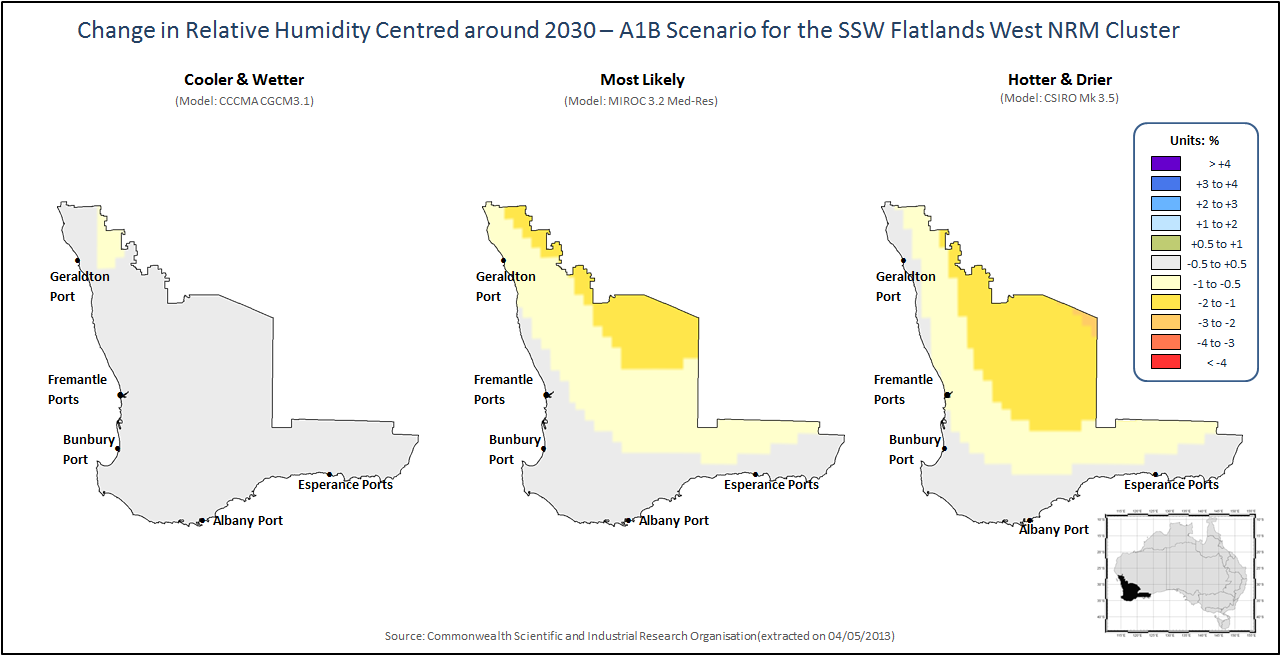 Change in Relative Humidity Centred around 2030 – A1B Scenario for the SSW Flatlands West NRM Cluster
Cooler & Wetter
(Model: CCCMA CGCM3.1)
Geraldton
Port
Fremantle
Ports
Bunbury
Port
Esperance Ports
Albany Port
Most Likely
(Model: MIROC 3.2 Med-Res)
Geraldton
Port
Fremantle
Ports
Bunbury
Port
Esperance Ports
Albany Port
Hotter & Drier
(Model: CSIRO Mk 3.5)
Geraldton
Port
Fremantle
Ports
Bunbury
Port
Esperance Ports
Albany Port
Units: %
> +4
+3 to +4
+2 to +3
+1 to +2
+0.5 to +1
-0.5 to +0.5
-1 to -0.5
-2 to -1
-3 to -2
-4 to -3
< -4
Source: Commonwealth Scientific and Industrial Research Organisation(extracted on 04/05/2013)